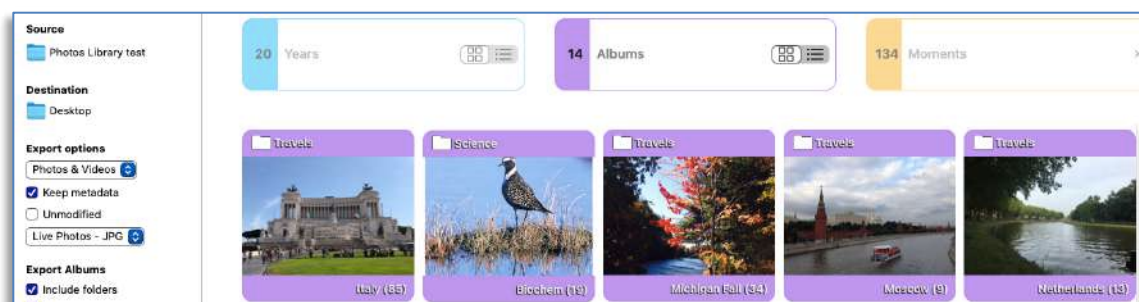 Source
Photos Library test
Destination
Desktop
Export options
Photos & Videos
Keep metadata
Unmodified
Live Photos - JPG
Export Albums
Include folders
20 Years
14 Albums
134 Moments
Travels
Science
Travels
Travels
Travels
Italy (85)
Biochem (19)
Michigan Fall (34)
Moscow (9)
Netherlands (13)